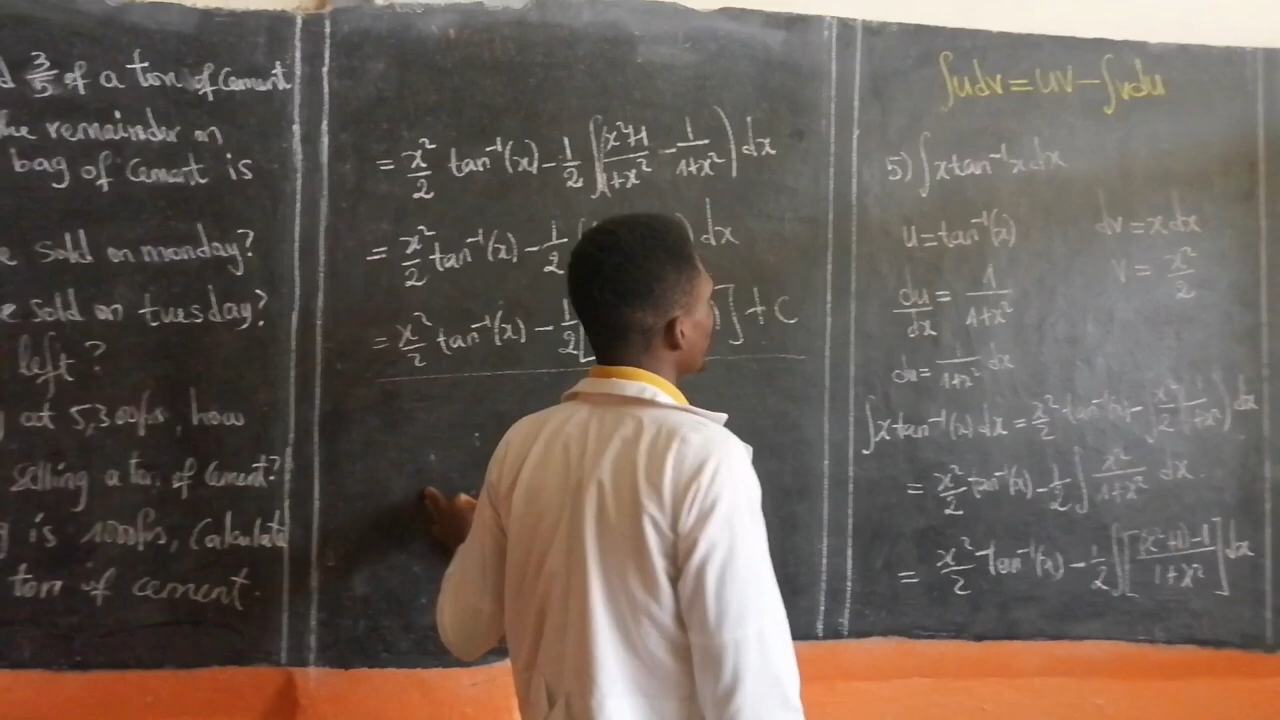 3/5 of a ton of cement
the remainder on
bag of cement is
sold on monday?
sold on tuesday?
left?
at 5,300frs, how
selling a ton of cement?
is 100frs, calculate
ton of cement.
= x²/2 tan⁻¹(x) - 1/2 ∫(x²+1/1+x² - 1/1+x²) dx
= x²/2 tan⁻¹(x) - 1/2 ) dx
= x²/2 tan⁻¹(x) - 1/2 [ ] + C
∫udv = uv - ∫vdu
5) ∫x tan⁻¹x dx
u = tan⁻¹(x) dv = x dx
du/dx = 1/1+x² v = x²/2
du = 1/1+x² dx
∫x tan⁻¹(x) dx = x²/2 tan⁻¹(x) - ∫x²/2 (1/1+x²) dx
= x²/2 tan⁻¹(x) - 1/2 ∫ x²/1+x² dx.
= x²/2 tan⁻¹(x) - 1/2 ∫[(x²+1)-1/1+x²] dx